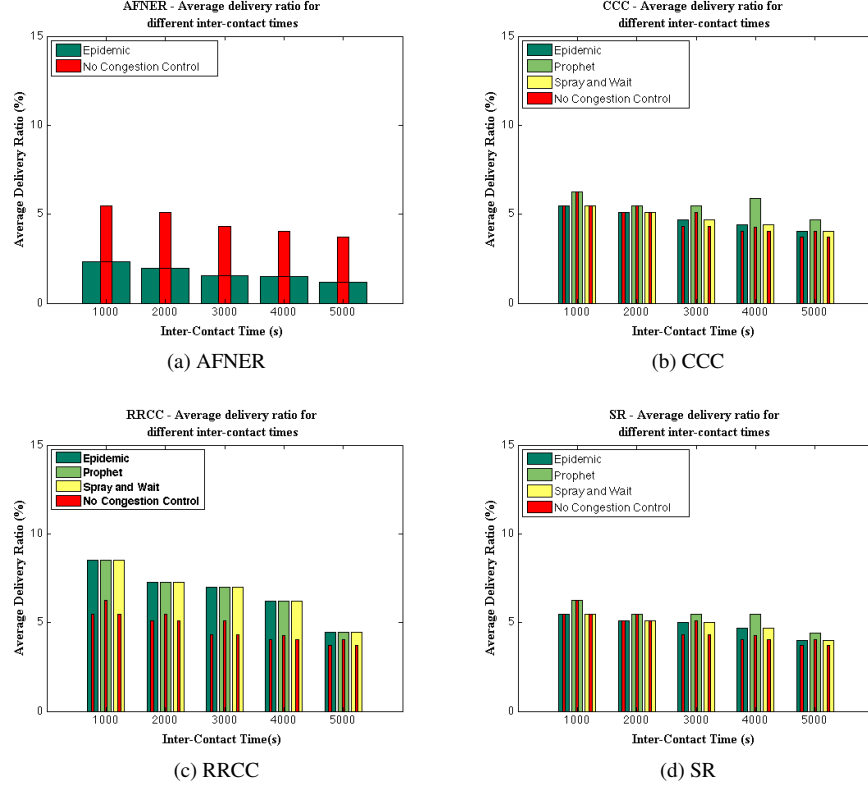 AFNER - Average delivery ratio for
different inter-contact times
15
10
5
0
Average Delivery Ratio (%)
Epidemic
No Congestion Control
1000 2000 3000 4000 5000
Inter-Contact Time (s)
(a) AFNER
CCC - Average delivery ratio for
different inter-contact times
15
10
5
0
Average Delivery Ratio (%)
Epidemic
Prophet
Spray and Wait
No Congestion Control
1000 2000 3000 4000 5000
Inter-Contact Time (s)
(b) CCC
RRCC - Average delivery ratio for
different inter-contact times
15
10
5
0
Average Delivery Ratio (%)
Epidemic
Prophet
Spray and Wait
No Congestion Control
1000 2000 3000 4000 5000
Inter-Contact Time(s)
(c) RRCC
SR - Average delivery ratio for
different inter-contact times
15
10
5
0
Average Delivery Ratio (%)
Epidemic
Prophet
Spray and Wait
No Congestion Control
1000 2000 3000 4000 5000
Inter-Contact Time (s)
(d) SR